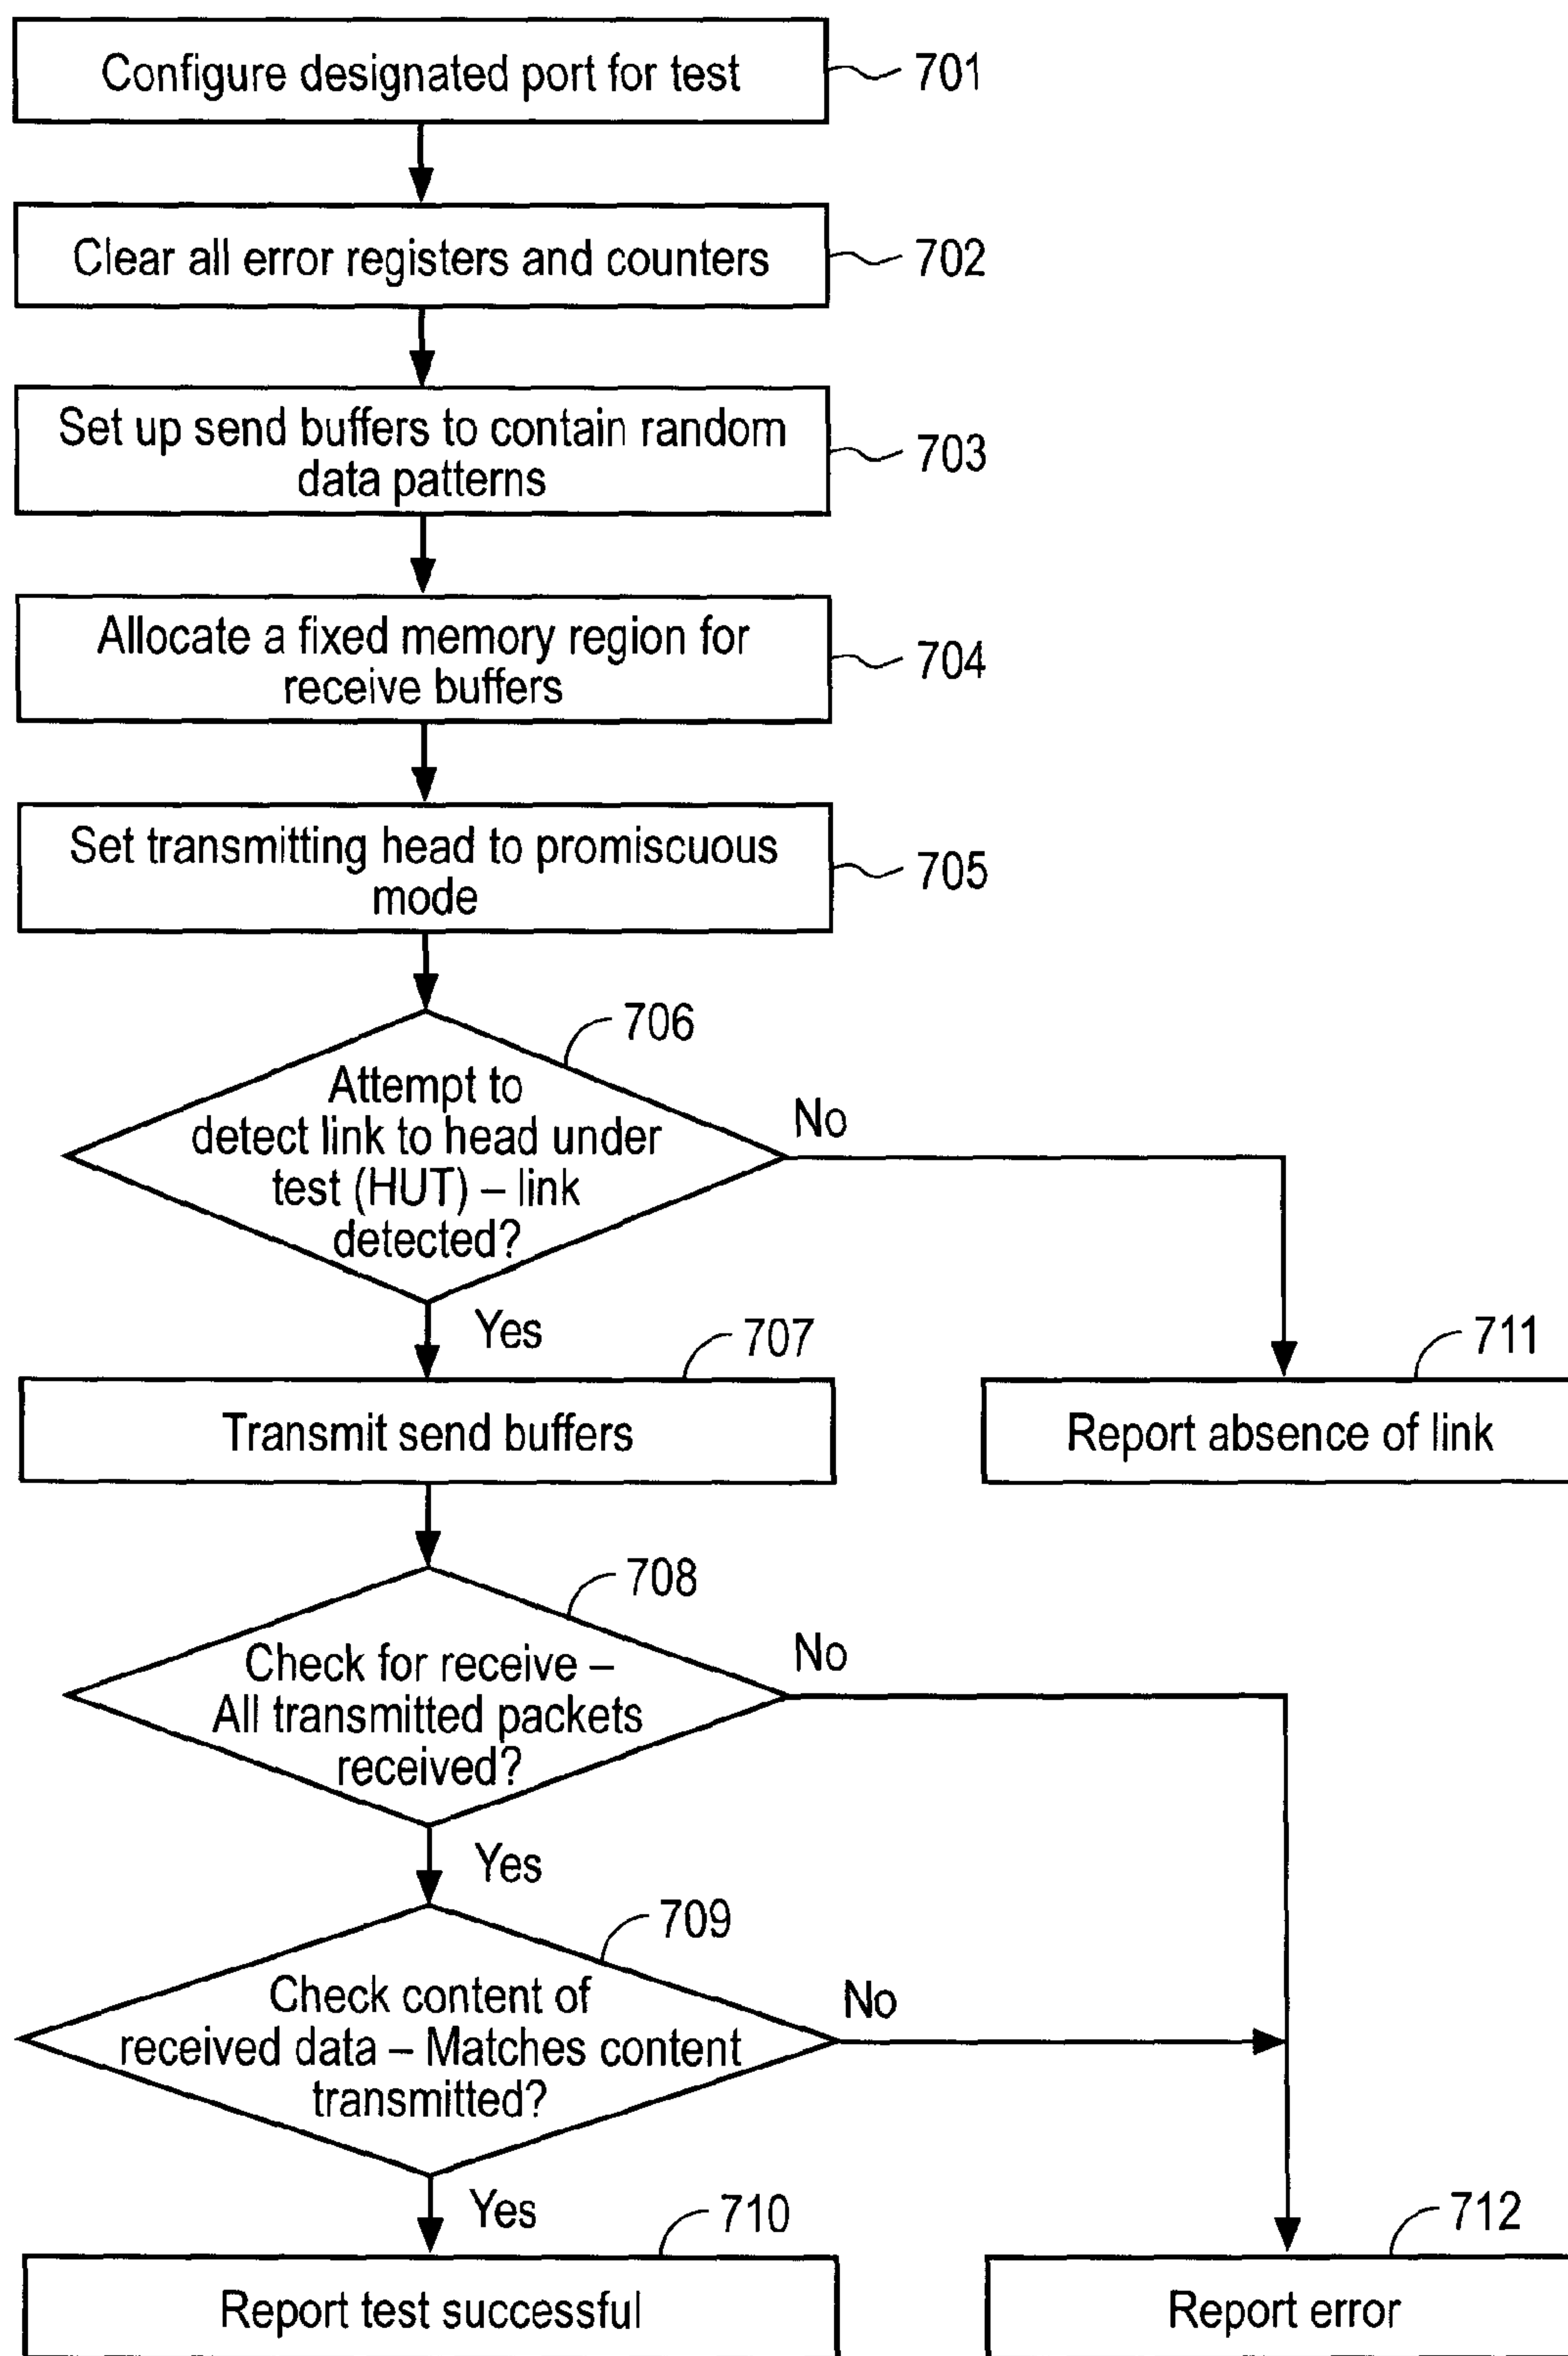 Configure designated port for test
701
Clear all error registers and counters
702
Set up send buffers to contain random
data patterns
703
Allocate a fixed memory region for
receive buffers
704
Set transmitting head to promiscuous
mode
705
706
Attempt to
detect link to head under
test (HUT) – link
detected?
No
Yes
707
711
Transmit send buffers
Report absence of link
708
Check for receive –
All transmitted packets
received?
No
Yes
709
Check content of
received data – Matches content
transmitted?
No
Yes
710
712
Report test successful
Report error